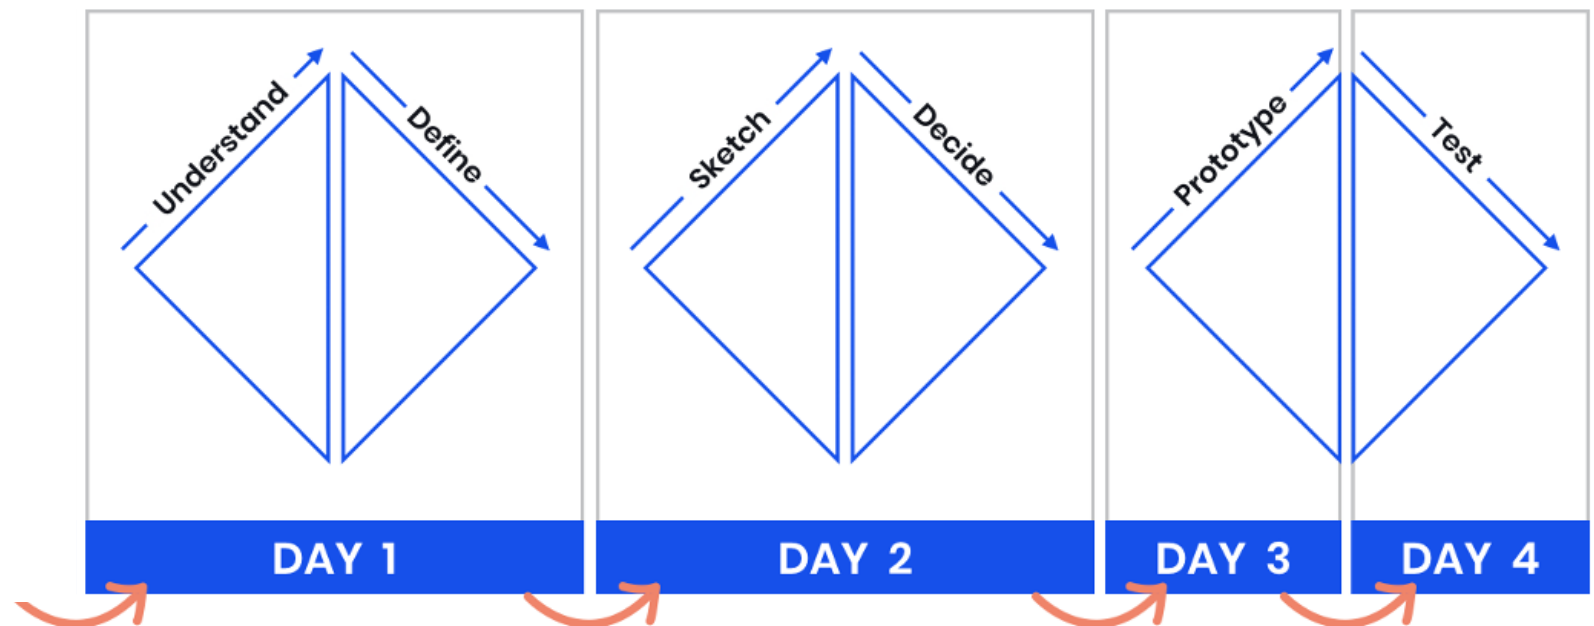 Understand
Define
DAY 1
Sketch
Decide
DAY 2
Prototype
DAY 3
Test
DAY 4